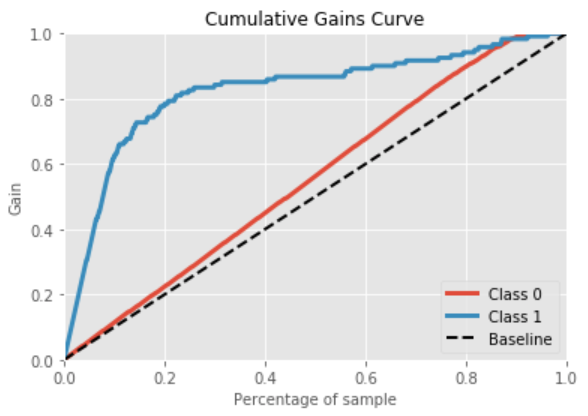 Cumulative Gains Curve
1.0
0.8
0.6
0.4
0.2
0.0
Gain
0.0 0.2 0.4 0.6 0.8 1.0
Percentage of sample
Class 0
Class 1
Baseline